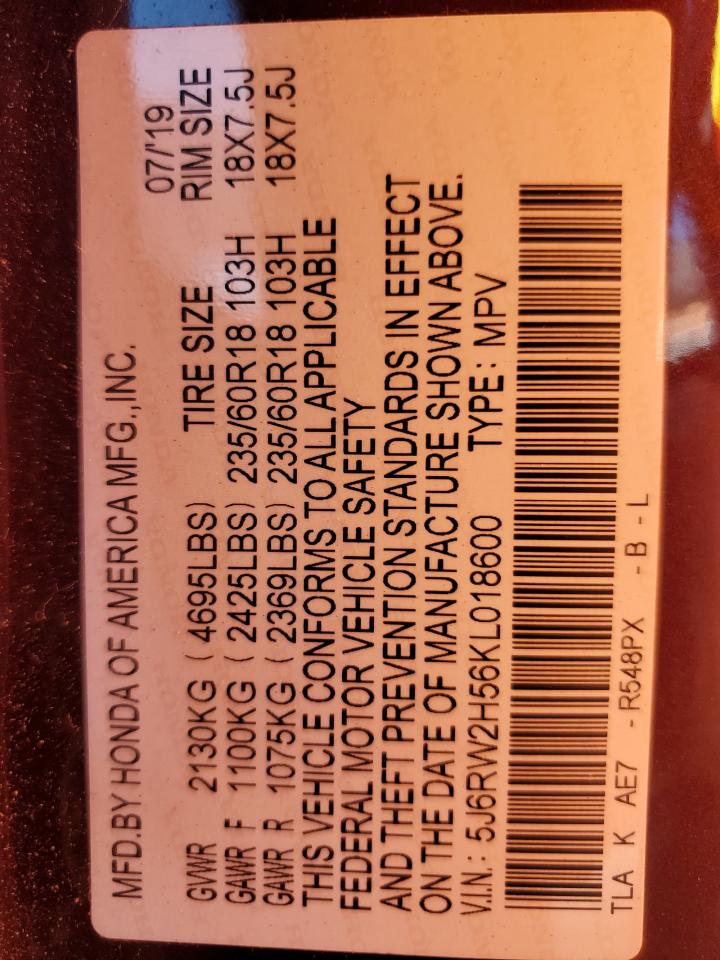 MFD.BY HONDA OF AMERICA MFG.,INC.
07/'19
GVWR 2130KG ( 4695LBS) TIRE SIZE RIM SIZE
GAWR F 1100KG ( 2425LBS) 235/60R18 103H 18X7.5J
GAWR R 1075KG ( 2369LBS) 235/60R18 103H 18X7.5J
THIS VEHICLE CONFORMS TO ALL APPLICABLE
FEDERAL MOTOR VEHICLE SAFETY
AND THEFT PREVENTION STANDARDS IN EFFECT
ON THE DATE OF MANUFACTURE SHOWN ABOVE.
V.I.N.: 5J6RW2H56KL018600 TYPE: MPV
TLA K AE7 - R548PX - B - L